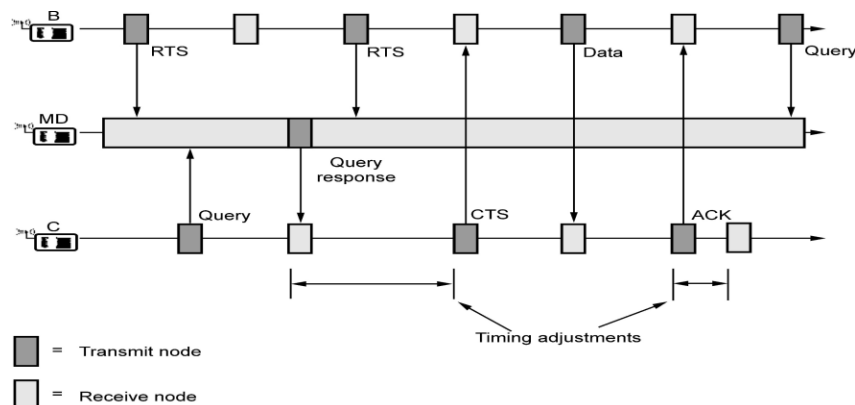 B
RTS
RTS
Data
Query
MD
Query
response
C
Query
CTS
ACK
Timing adjustments
= Transmit node
= Receive node